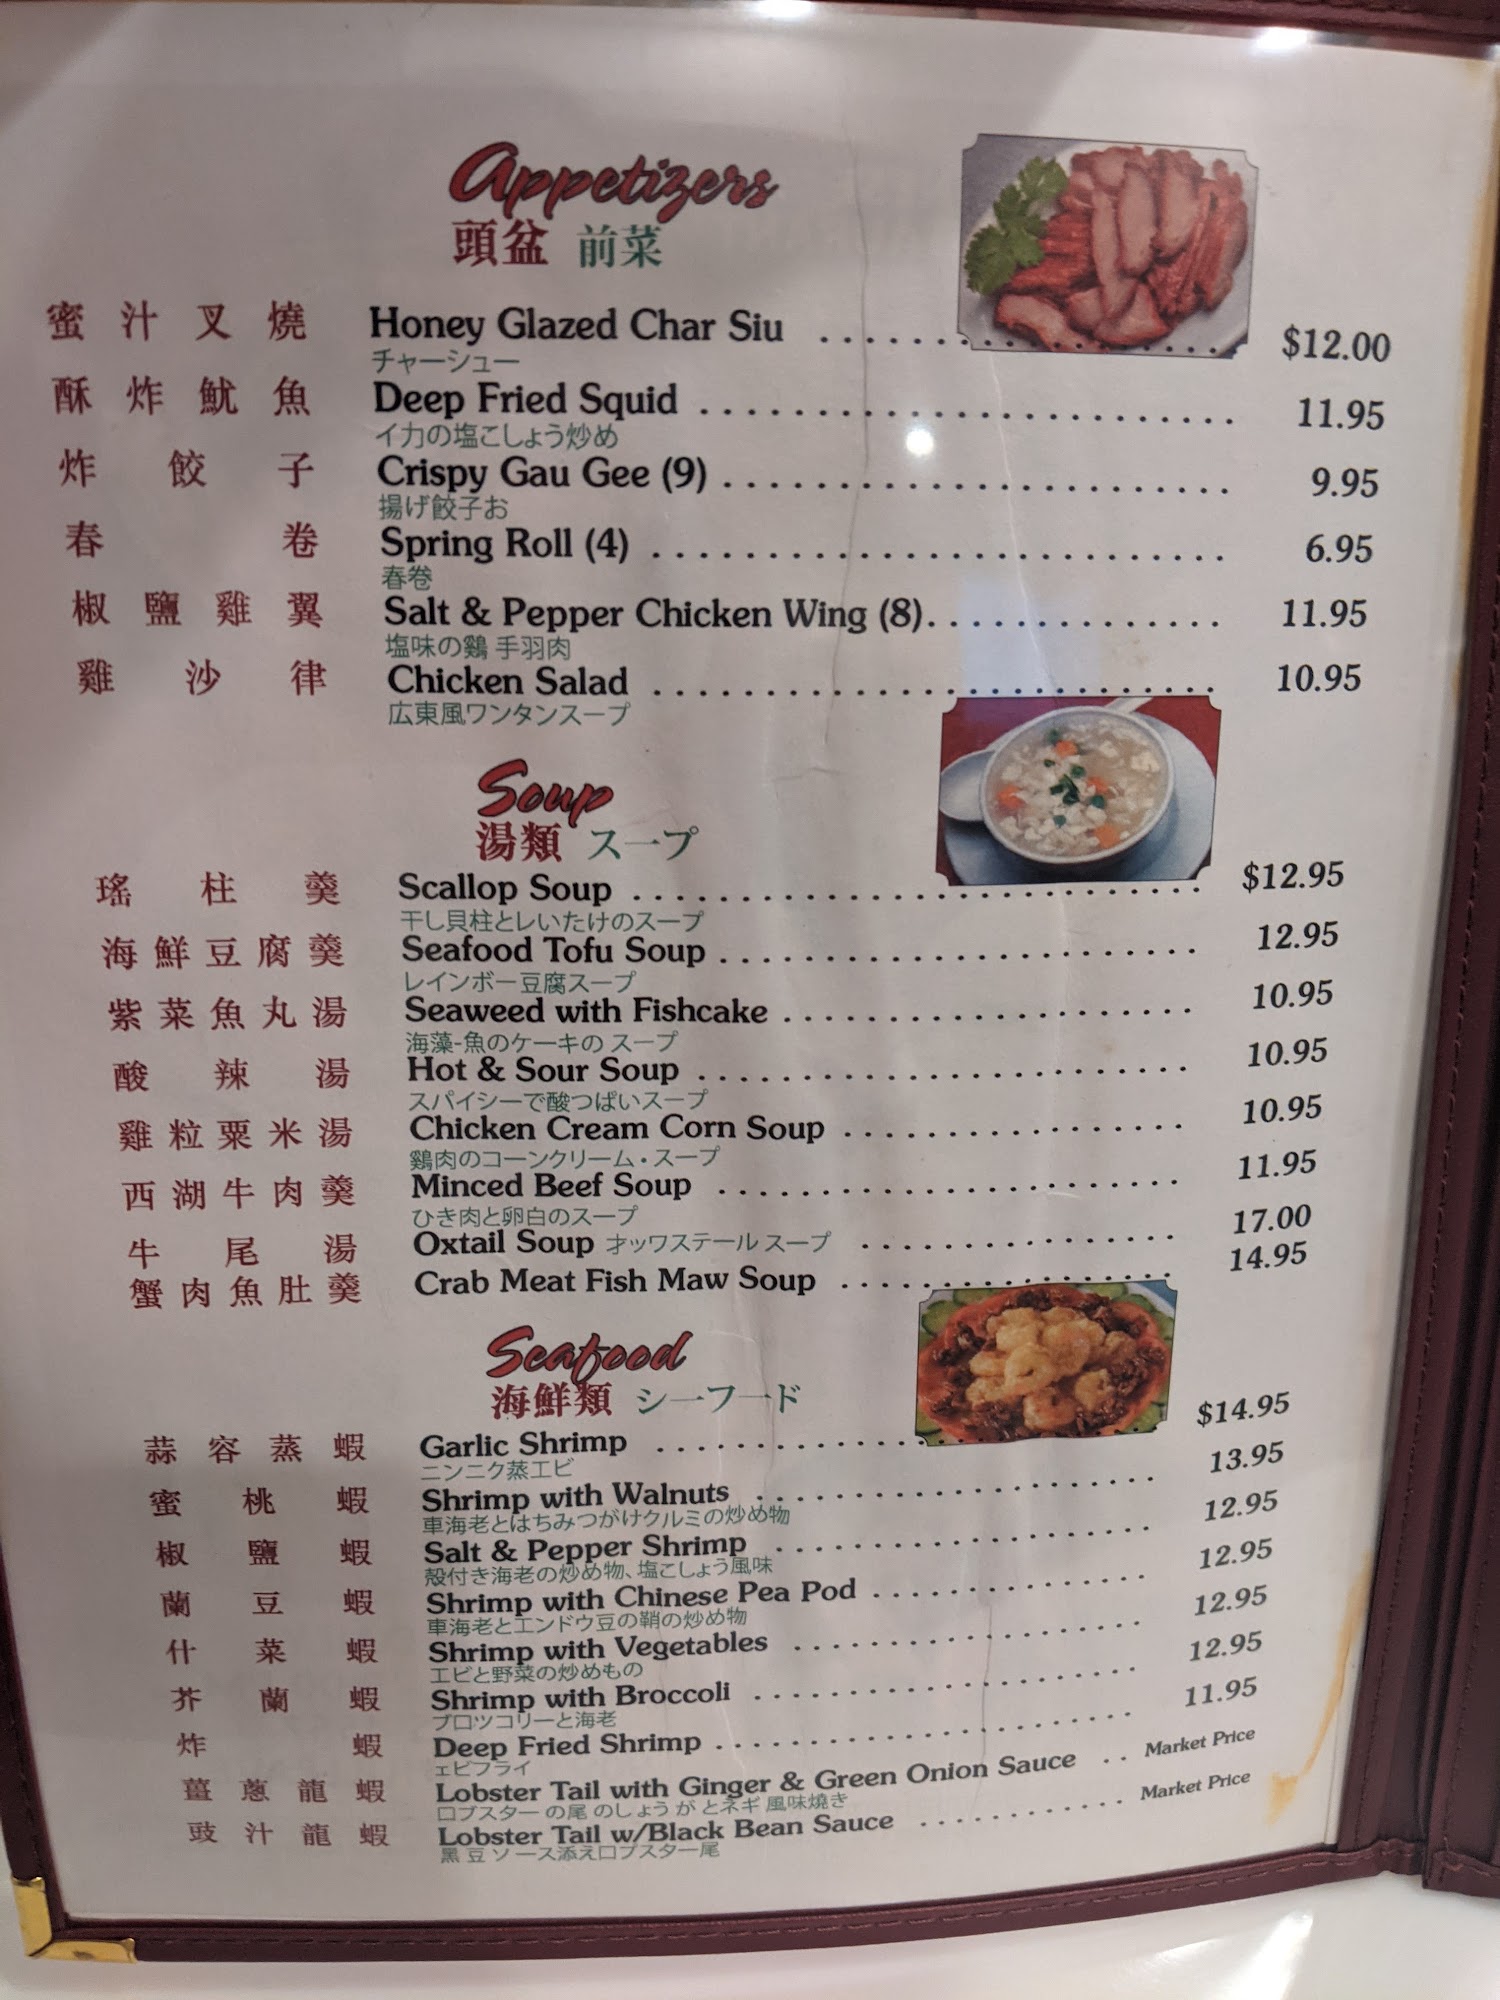 Appetizers
頭盆 前菜
蜜汁叉燒 Honey Glazed Char Siu $12.00
チャーシュー
酥炸魷魚 Deep Fried Squid 11.95
イカの塩こしょう炒め
炸餃子 Crispy Gau Gee (9) 9.95
揚げ餃子お
春卷 Spring Roll (4) 6.95
春巻
椒鹽雞翼 Salt & Pepper Chicken Wing (8) 11.95
塩味の鷄 手羽肉
雞沙律 Chicken Salad 10.95
広東風ワンタンスープ
Soup
湯類 スープ
瑤柱羹 Scallop Soup $12.95
干し貝柱とレいたけのスープ
海鮮豆腐羹 Seafood Tofu Soup 12.95
レインボー豆腐スープ
紫菜魚丸湯 Seaweed with Fishcake 10.95
海藻-魚のケーキの スープ
酸辣湯 Hot & Sour Soup 10.95
スパイシーで酸つぱいスープ
雞粒粟米湯 Chicken Cream Corn Soup 10.95
鷄肉のコーンクリーム・スープ
西湖牛肉羹 Minced Beef Soup 11.95
ひき肉と卵白のスープ
牛尾湯 Oxtail Soup オッワステール スープ 17.00
蟹肉魚肚羹 Crab Meat Fish Maw Soup 14.95
Seafood
海鮮類 シーフード
蒜容蒸蝦 Garlic Shrimp $14.95
ニンニク蒸エビ
蜜桃蝦 Shrimp with Walnuts 13.95
車海老とはちみつがけクルミの炒め物
椒鹽蝦 Salt & Pepper Shrimp 12.95
殻付き海老の炒め物、塩こしょう風味
蘭豆蝦 Shrimp with Chinese Pea Pod 12.95
車海老とエンドウ豆の鞘の炒め物
什菜蝦 Shrimp with Vegetables 12.95
エビと野菜の炒めもの
芥蘭蝦 Shrimp with Broccoli 12.95
ブロツコリーと海老
炸蝦 Deep Fried Shrimp 11.95
エビフライ
薑蔥龍蝦 Lobster Tail with Ginger & Green Onion Sauce Market Price
ロブスター の尾 のしょう が とネギ 風味焼き
豉汁龍蝦 Lobster Tail w/Black Bean Sauce Market Price
黒 豆 ソース添えロブスター尾